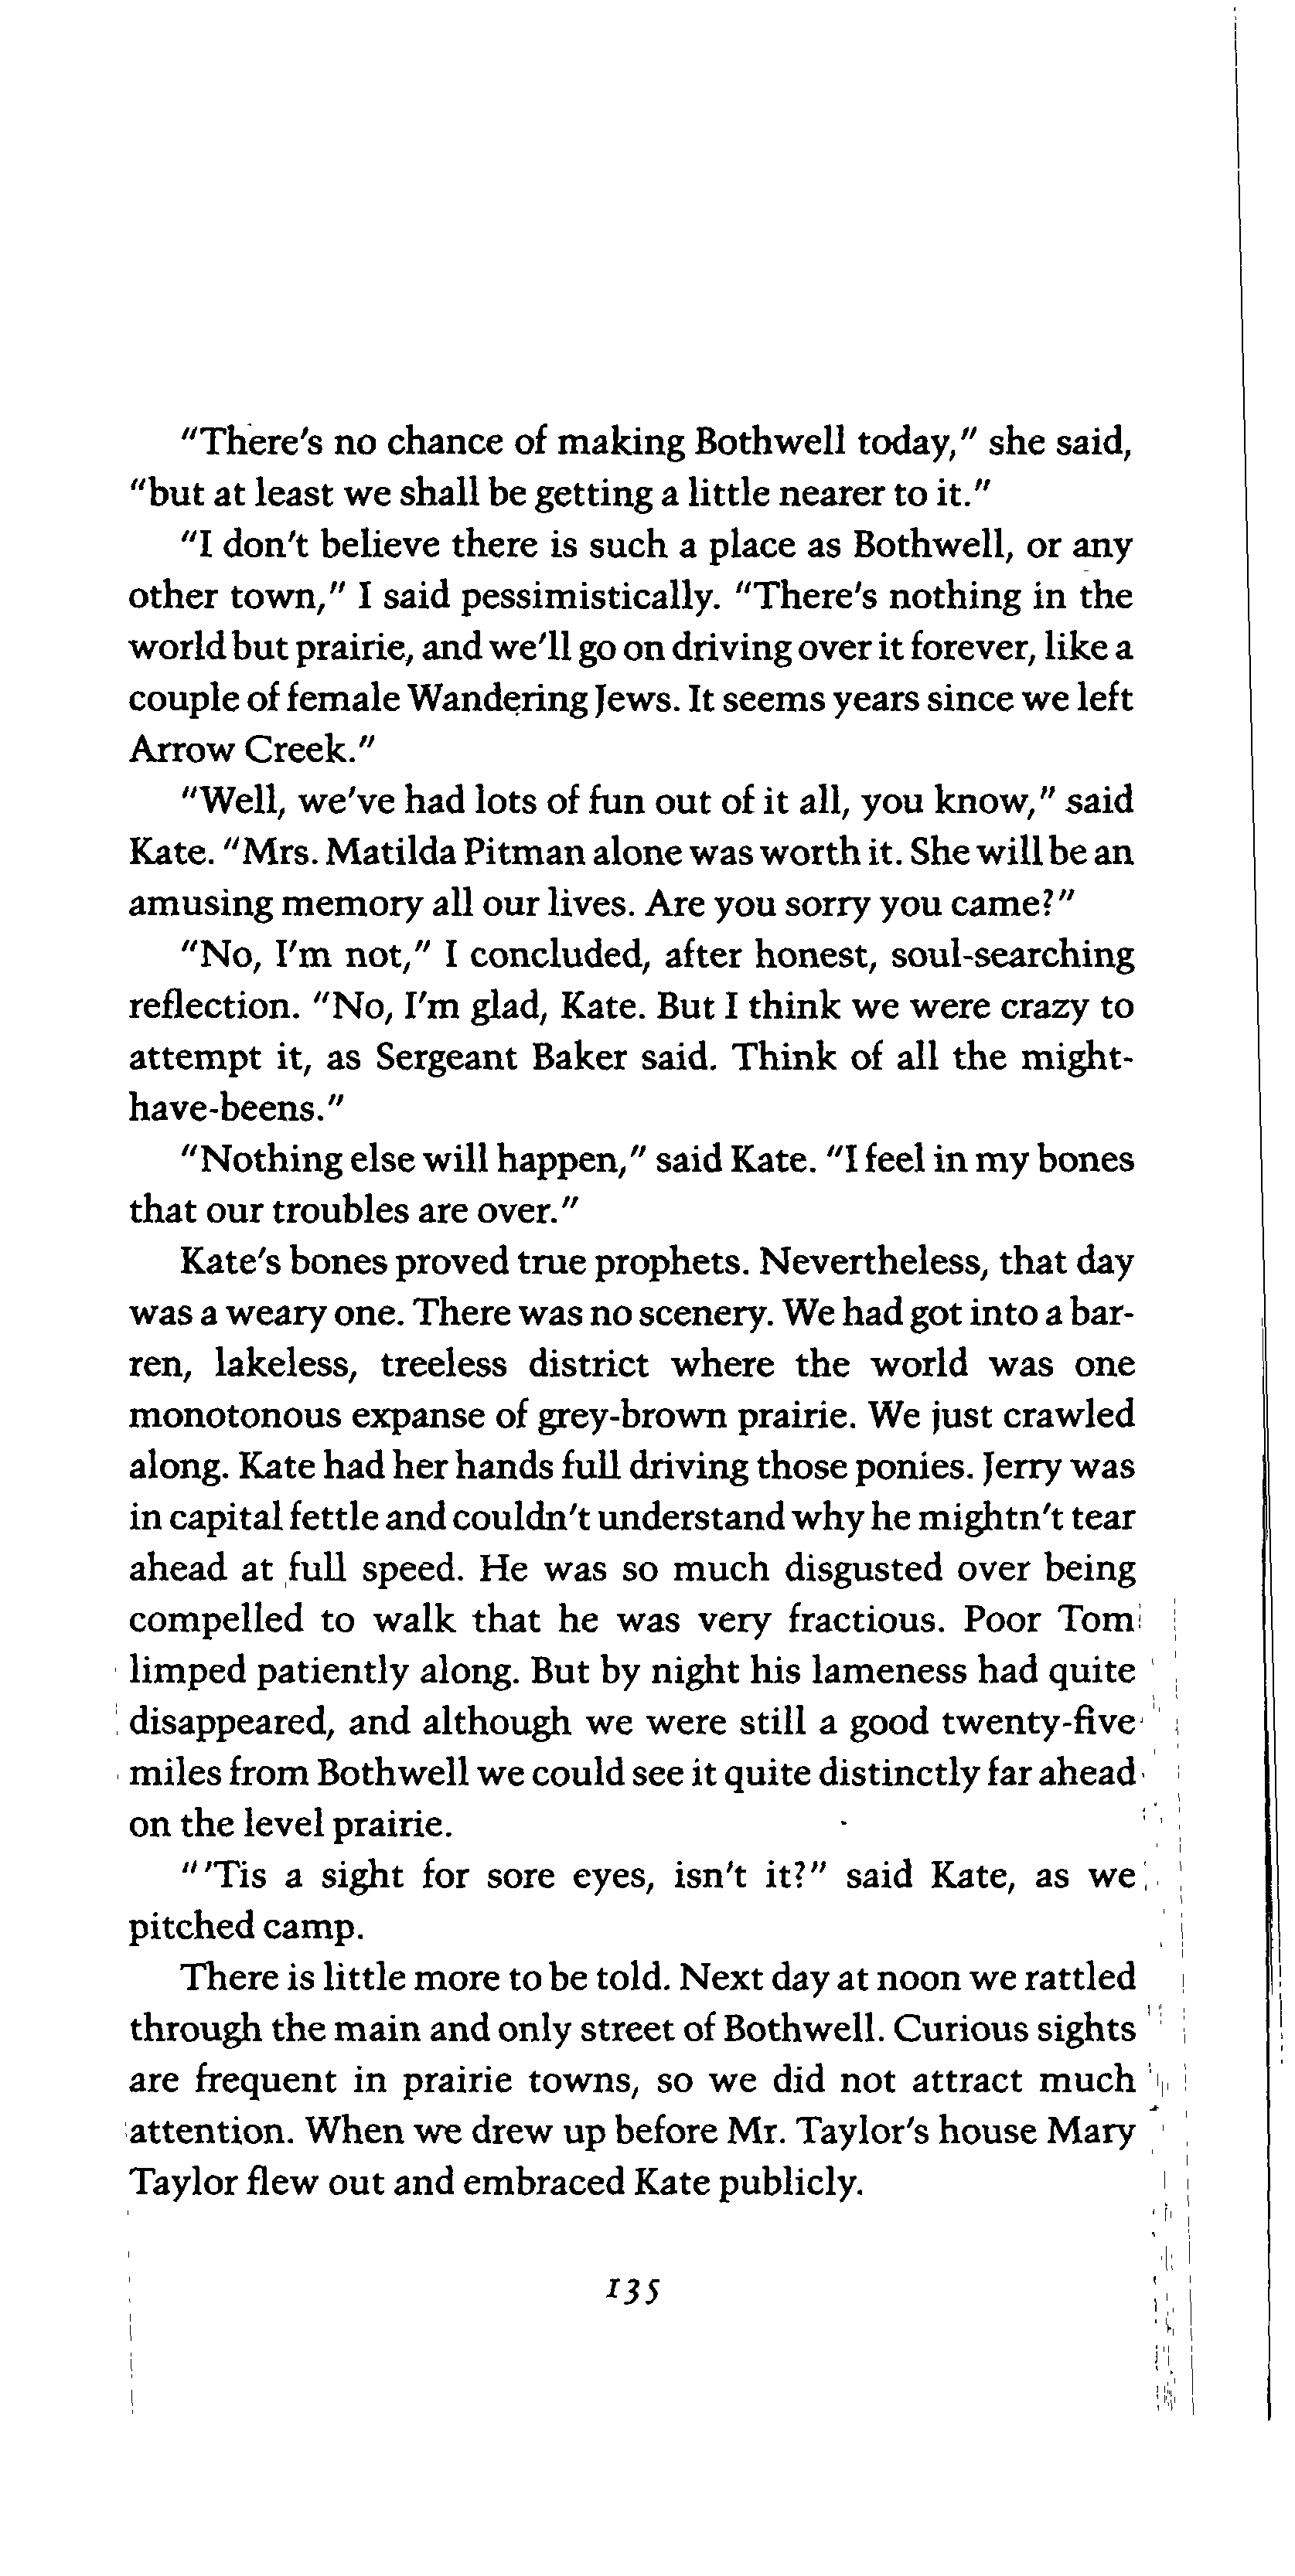 "There's no chance of making Bothwell today," she said,
"but at least we shall be getting a little nearer to it."
"I don't believe there is such a place as Bothwell, or any
other town," I said pessimistically. "There's nothing in the
world but prairie, and we'll go on driving over it forever, like a
couple of female Wandering Jews. It seems years since we left
Arrow Creek."
"Well, we've had lots of fun out of it all, you know," said
Kate. "Mrs. Matilda Pitman alone was worth it. She will be an
amusing memory all our lives. Are you sorry you came?"
"No, I'm not," I concluded, after honest, soul-searching
reflection. "No, I'm glad, Kate. But I think we were crazy to
attempt it, as Sergeant Baker said. Think of all the might-
have-beens."
"Nothing else will happen," said Kate. "I feel in my bones
that our troubles are over."
Kate's bones proved true prophets. Nevertheless, that day
was a weary one. There was no scenery. We had got into a bar-
ren, lakeless, treeless district where the world was one
monotonous expanse of grey-brown prairie. We just crawled
along. Kate had her hands full driving those ponies. Jerry was
in capital fettle and couldn't understand why he mightn't tear
ahead at full speed. He was so much disgusted over being
compelled to walk that he was very fractious. Poor Tom
limped patiently along. But by night his lameness had quite
disappeared, and although we were still a good twenty-five
miles from Bothwell we could see it quite distinctly far ahead
on the level prairie.
"'Tis a sight for sore eyes, isn't it?" said Kate, as we
pitched camp.
There is little more to be told. Next day at noon we rattled
through the main and only street of Bothwell. Curious sights
are frequent in prairie towns, so we did not attract much
attention. When we drew up before Mr. Taylor's house Mary
Taylor flew out and embraced Kate publicly.
135